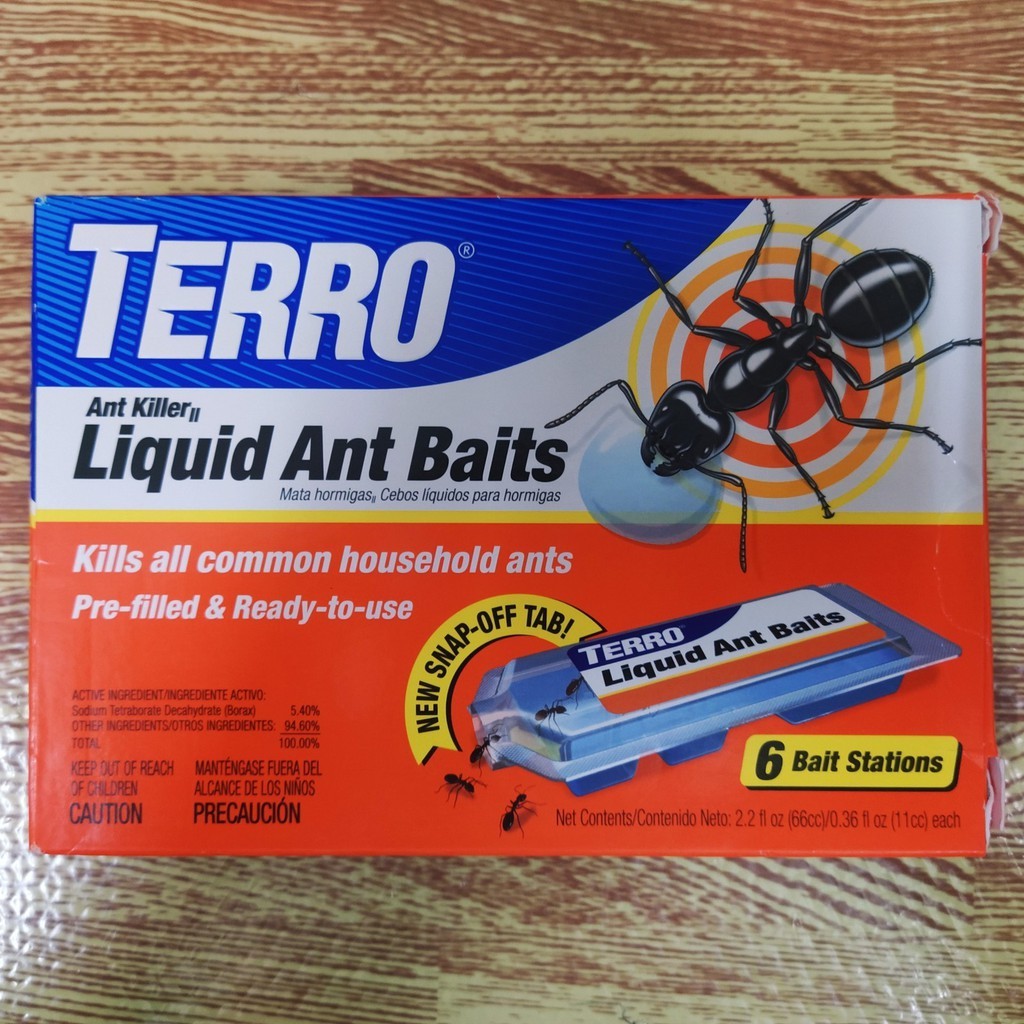 TERRO®
Ant Killer II
Liquid Ant Baits
Mata hormigas II Cebos líquidos para hormigas
Kills all common household ants
Pre-filled & Ready-to-use
NEW SNAP-OFF TAB!
TERRO®
Liquid Ant Baits
ACTIVE INGREDIENT/INGREDIENTE ACTIVO:
Sodium Tetraborate Decahydrate (Borax) 5.40%
OTHER INGREDIENTS/OTROS INGREDIENTES: 94.60%
TOTAL 100.00%
KEEP OUT OF REACH
OF CHILDREN
CAUTION
MANTÉNGASE FUERA DEL
ALCANCE DE LOS NIÑOS
PRECAUCIÓN
6 Bait Stations
Net Contents/Contenido Neto: 2.2 fl oz (66cc)/0.36 fl oz (11cc) each